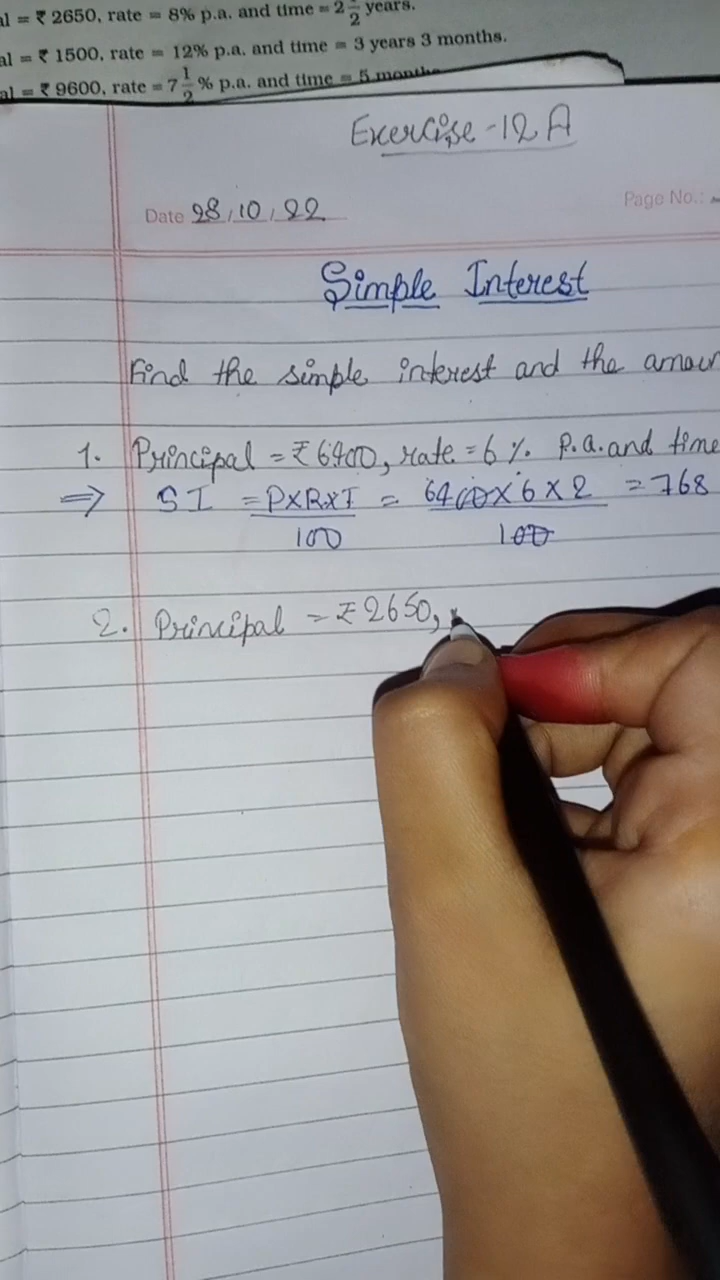 al = ₹ 2650, rate = 8% p.a. and time = 2 1/2 years.
al = ₹ 1500, rate = 12% p.a. and time = 3 years 3 months.
al = ₹ 9600, rate = 7 1/2 % p.a. and time = 5 months
Exercise - 12 A
Date 28/10/22
Page No.:
Simple Interest
Find the simple interest and the amoun
1. Principal = ₹6400, rate = 6 % p.a. and time
⇒ SI = P×R×T/100 = 6400×6×2/100 = 768
2. Principal = ₹2650,